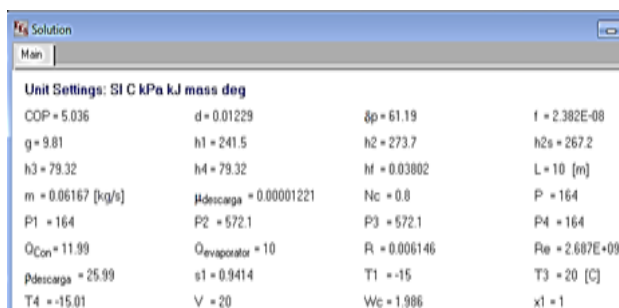 Solution
Main
Unit Settings: SI C kPa kJ mass deg
COP = 5.036 d = 0.01229 δρ = 61.19 f = 2.382E-08
g = 9.81 h1 = 241.5 h2 = 273.7 h2s = 267.2
h3 = 79.32 h4 = 79.32 hf = 0.03802 L = 10 [m]
m = 0.06167 [kg/s] μdescarga = 0.00001221 Nc = 0.8 P = 164
P1 = 164 P2 = 572.1 P3 = 572.1 P4 = 164
QCon = 11.99 Qevaporator = 10 R = 0.006146 Re = 2.687E+09
ρdescarga = 25.99 s1 = 0.9414 T1 = -15 T3 = 20 [C]
T4 = -15.01 V = 20 Wc = 1.986 x1 = 1